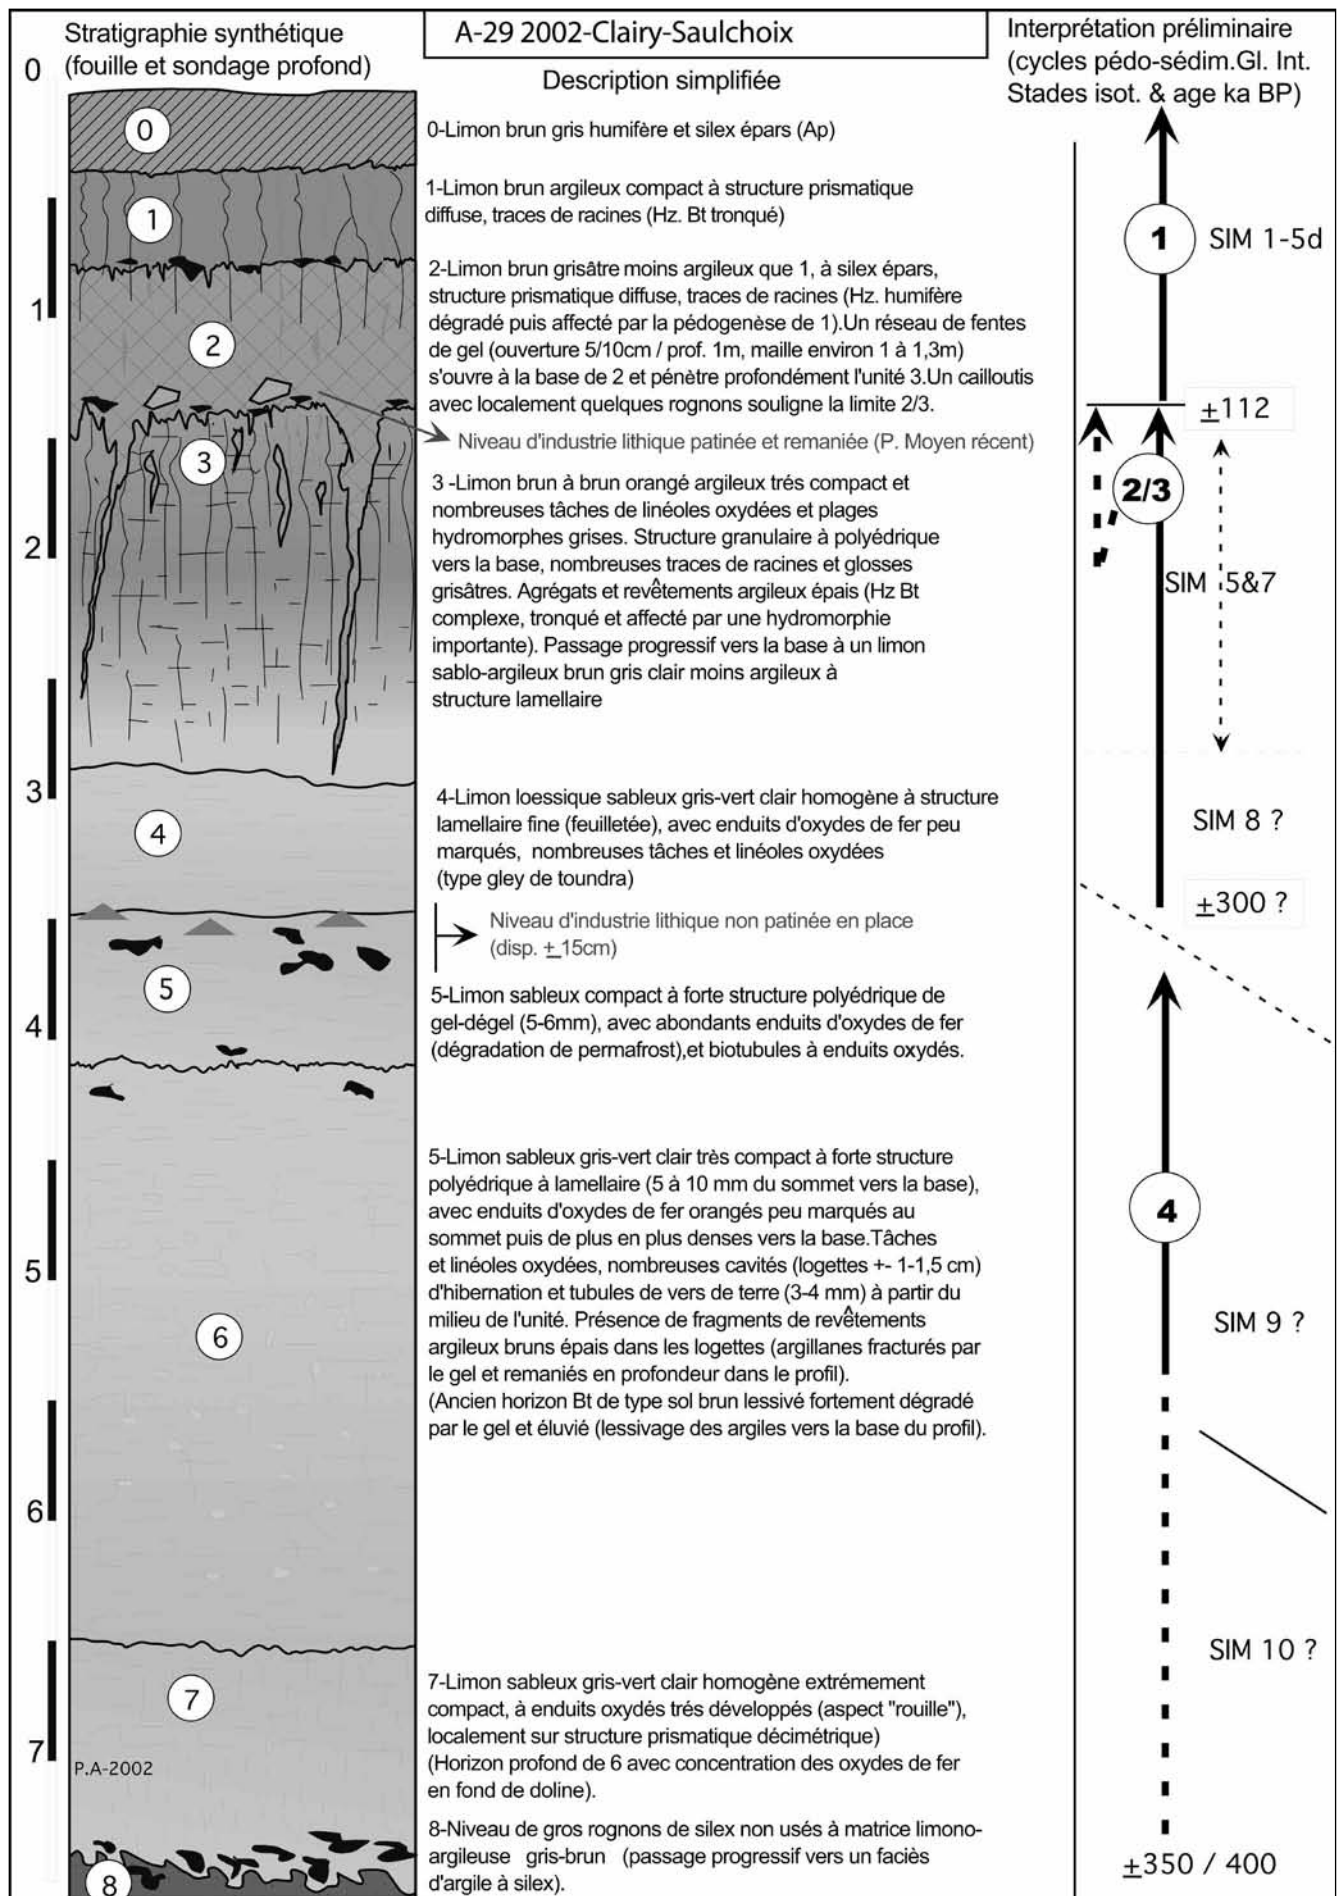 Stratigraphie synthétique
(fouille et sondage profond)
A-29 2002-Clairy-Saulchoix
Description simplifiée
Interprétation préliminaire
(cycles pédo-sédim.Gl. Int.
Stades isot. & age ka BP)
0
1
2
3
4
5
6
7
0
1
2
3
4
5
6
7
8
P.A-2002
0-Limon brun gris humifère et silex épars (Ap)
1-Limon brun argileux compact à structure prismatique
diffuse, traces de racines (Hz. Bt tronqué)
2-Limon brun grisâtre moins argileux que 1, à silex épars,
structure prismatique diffuse, traces de racines (Hz. humifère
dégradé puis affecté par la pédogenèse de 1).Un réseau de fentes
de gel (ouverture 5/10cm / prof. 1m, maille environ 1 à 1,3m)
s'ouvre à la base de 2 et pénètre profondément l'unité 3.Un cailloutis
avec localement quelques rognons souligne la limite 2/3.
Niveau d'industrie lithique patinée et remaniée (P. Moyen récent)
3 -Limon brun à brun orangé argileux trés compact et
nombreuses tâches de linéoles oxydées et plages
hydromorphes grises. Structure granulaire à polyédrique
vers la base, nombreuses traces de racines et glosses
grisâtres. Agrégats et revêtements argileux épais (Hz Bt
complexe, tronqué et affecté par une hydromorphie
importante). Passage progressif vers la base à un limon
sablo-argileux brun gris clair moins argileux à
structure lamellaire
4-Limon loessique sableux gris-vert clair homogène à structure
lamellaire fine (feuilletée), avec enduits d'oxydes de fer peu
marqués, nombreuses tâches et linéoles oxydées
(type gley de toundra)
Niveau d'industrie lithique non patinée en place
(disp. ±15cm)
5-Limon sableux compact à forte structure polyédrique de
gel-dégel (5-6mm), avec abondants enduits d'oxydes de fer
(dégradation de permafrost),et biotubules à enduits oxydés.
5-Limon sableux gris-vert clair très compact à forte structure
polyédrique à lamellaire (5 à 10 mm du sommet vers la base),
avec enduits d'oxydes de fer orangés peu marqués au
sommet puis de plus en plus denses vers la base.Tâches
et linéoles oxydées, nombreuses cavités (logettes +- 1-1,5 cm)
d'hibernation et tubules de vers de terre (3-4 mm) à partir du
milieu de l'unité. Présence de fragments de revêtements
argileux bruns épais dans les logettes (argillanes fracturés par
le gel et remaniés en profondeur dans le profil).
(Ancien horizon Bt de type sol brun lessivé fortement dégradé
par le gel et éluvié (lessivage des argiles vers la base du profil).
7-Limon sableux gris-vert clair homogène extrémement
compact, à enduits oxydés trés développés (aspect "rouille"),
localement sur structure prismatique décimétrique)
(Horizon profond de 6 avec concentration des oxydes de fer
en fond de doline).
8-Niveau de gros rognons de silex non usés à matrice limono-
argileuse gris-brun (passage progressif vers un faciès
d'argile à silex).
1
SIM 1-5d
±112
2/3
SIM 5&7
SIM 8 ?
±300 ?
4
SIM 9 ?
SIM 10 ?
±350 / 400